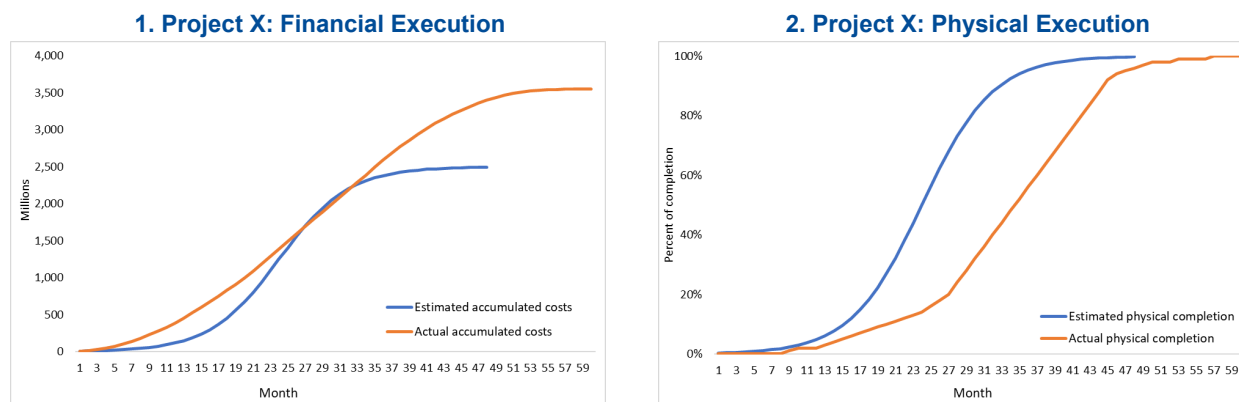 1. Project X: Financial Execution
4,000
3,500
3,000
2,500
2,000
1,500
1,000
500
0
Millions
Estimated accumulated costs
Actual accumulated costs
1 3 5 7 9 11 13 15 17 19 21 23 25 27 29 31 33 35 37 39 41 43 45 47 49 51 53 55 57 59
Month
2. Project X: Physical Execution
100%
80%
60%
40%
20%
0%
Percent of completion
Estimated physical completion
Actual physical completion
1 3 5 7 9 11 13 15 17 19 21 23 25 27 29 31 33 35 37 39 41 43 45 47 49 51 53 55 57 59
Month